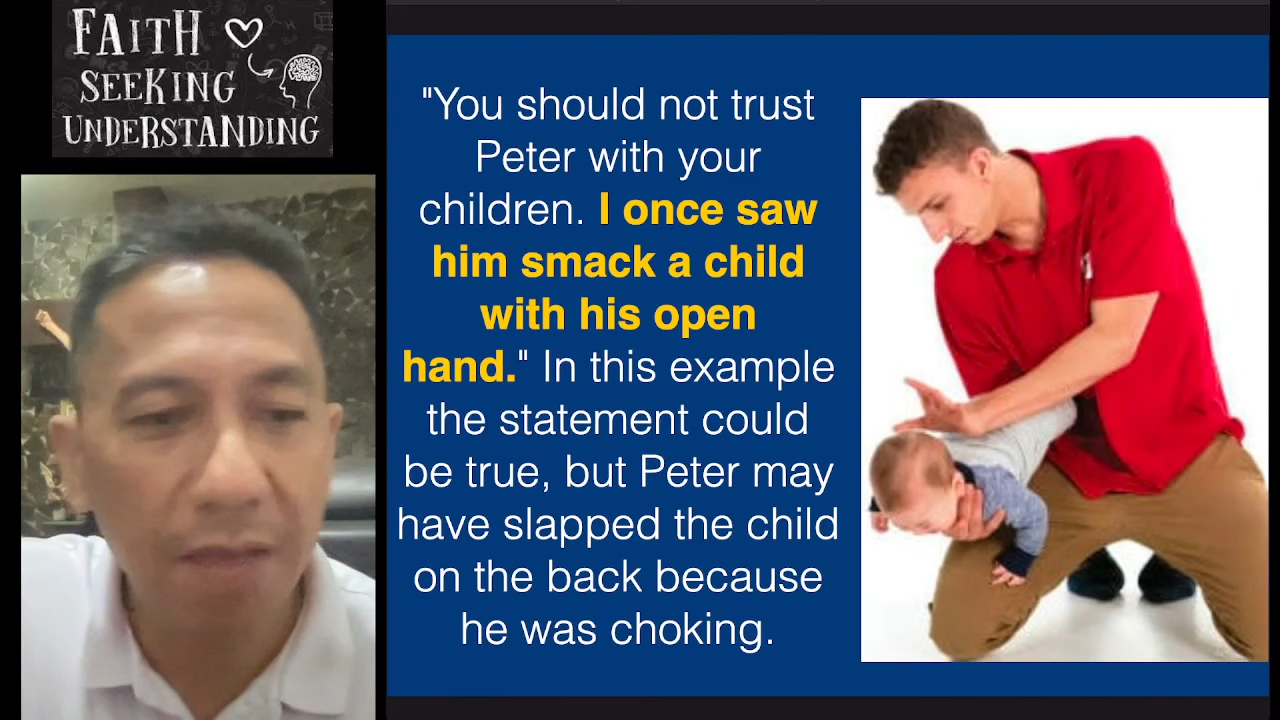 FAITH
SEEKING
UNDERSTANDING
"You should not trust
Peter with your
children. I once saw
him smack a child
with his open
hand." In this example
the statement could
be true, but Peter may
have slapped the child
on the back because
he was choking.